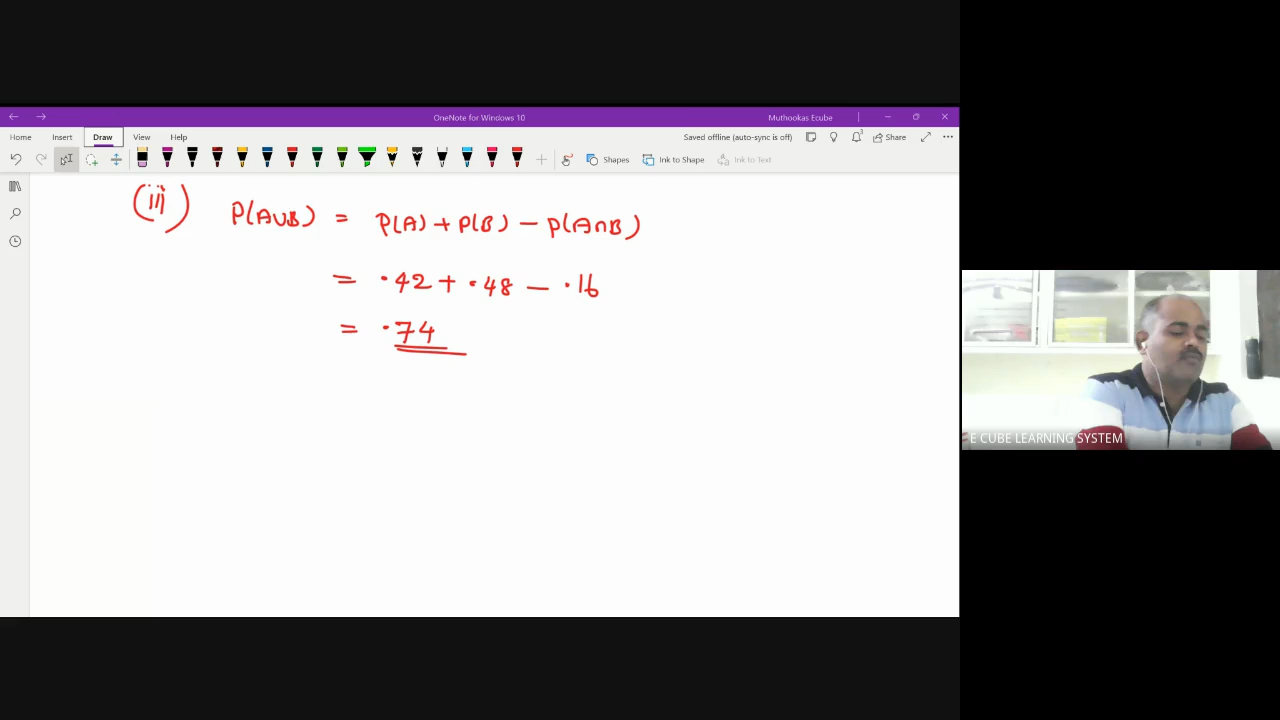 OneNote for Windows 10
Muthookas Ecube
Home Insert Draw View Help
Saved offline (auto-sync is off)
3
Share
Shapes
Ink to Shape
Ink to Text
(iii) P(A∪B) = P(A) + P(B) − P(A∩B)
= .42 + .48 − .16
= .74
E CUBE LEARNING SYSTEM